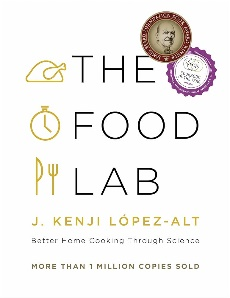 THE
FOOD
LAB
J. KENJI LÓPEZ-ALT
Better Home Cooking Through Science
MORE THAN 1 MILLION COPIES SOLD